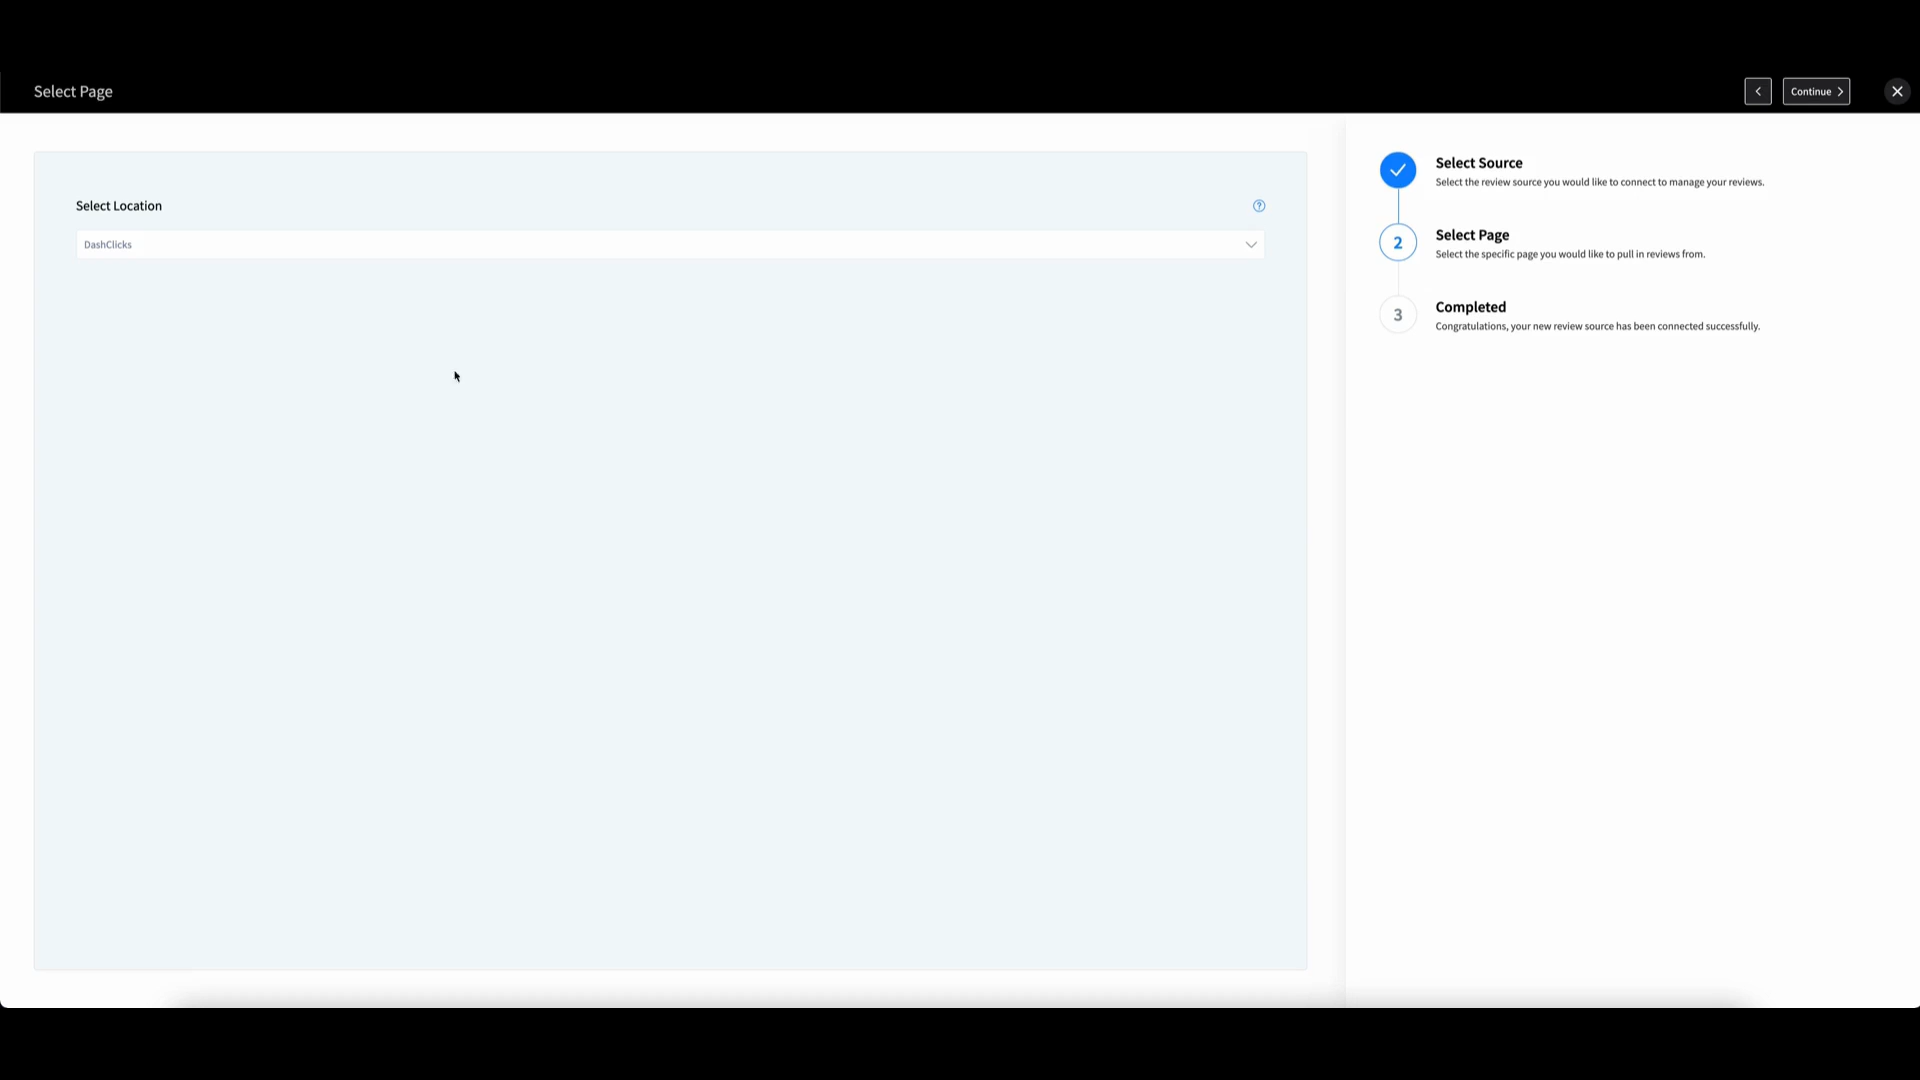 Select Page
Continue
Select Location
DashClicks
Select Source
Select the review source you would like to connect to manage your reviews.
2
Select Page
Select the specific page you would like to pull in reviews from.
3
Completed
Congratulations, your new review source has been connected successfully.